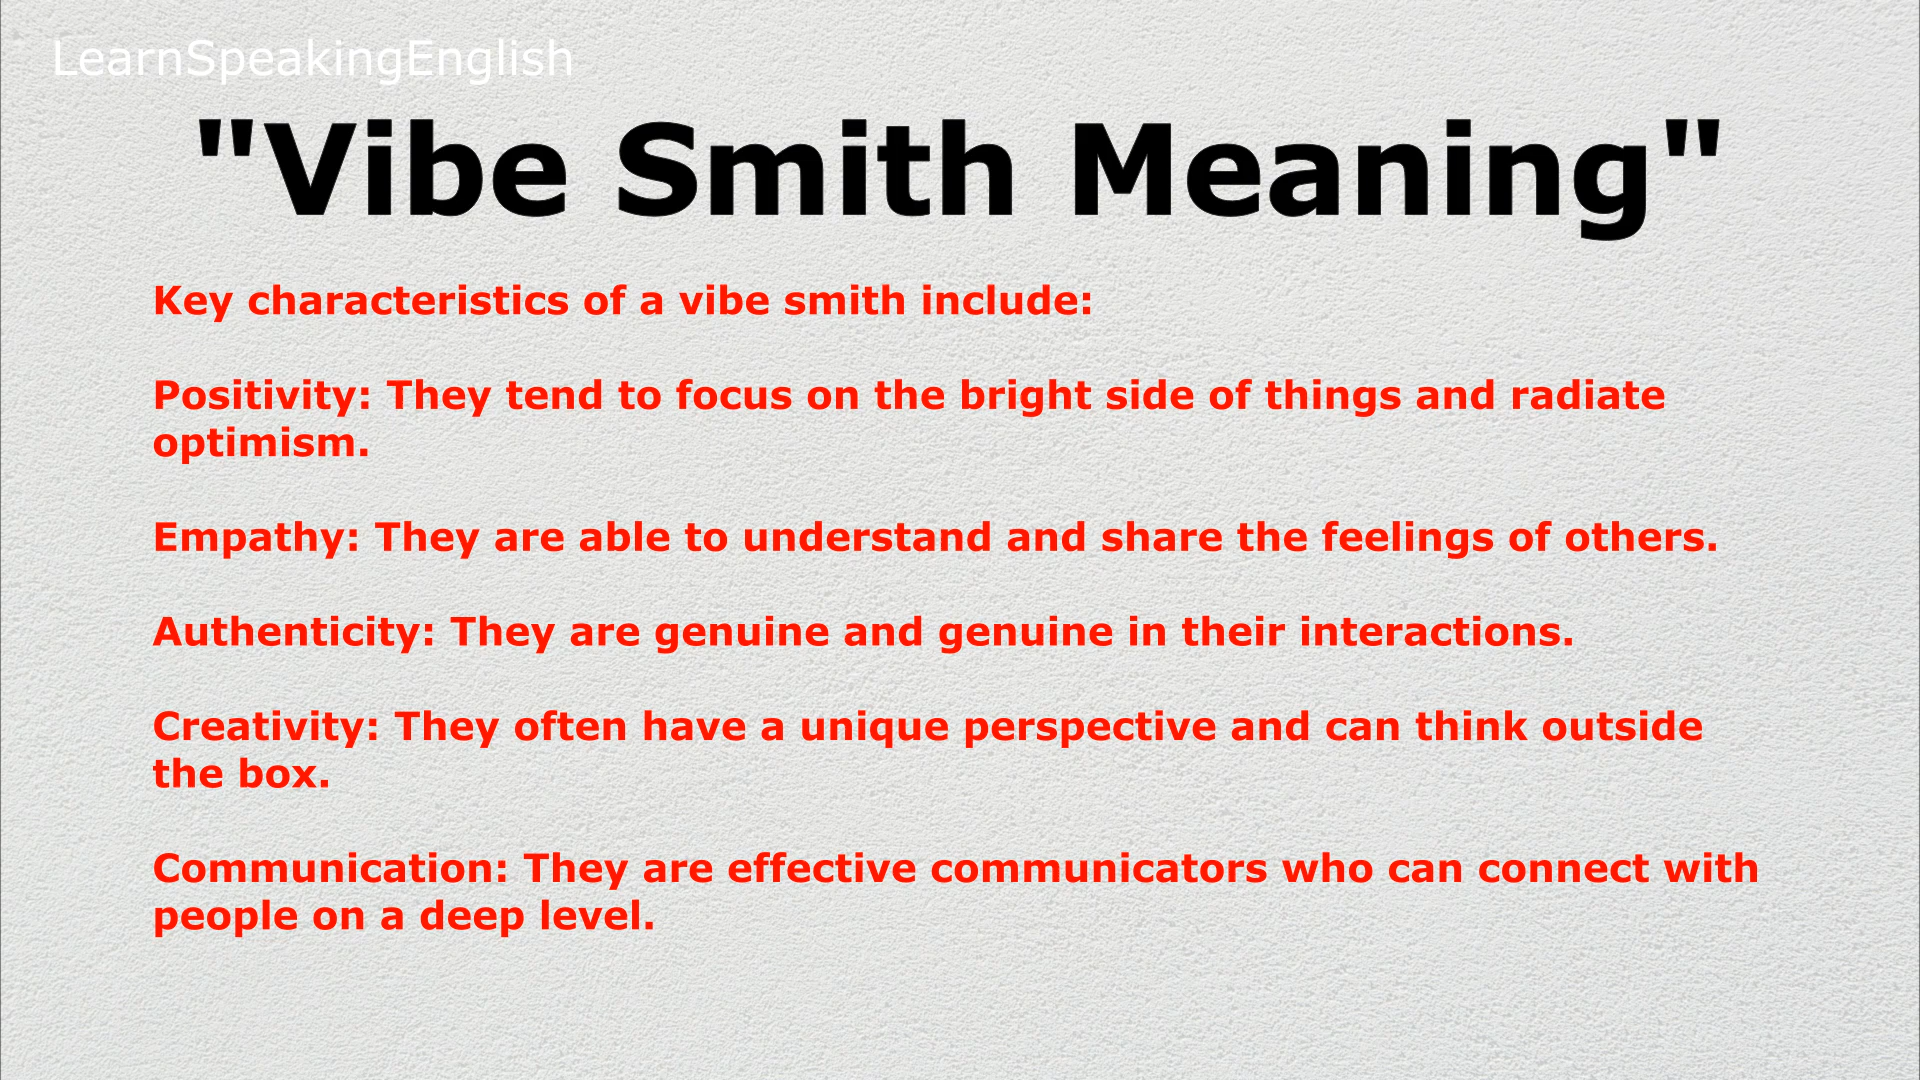 LearnSpeakingEnglish
"Vibe Smith Meaning"
Key characteristics of a vibe smith include:
Positivity: They tend to focus on the bright side of things and radiate
optimism.
Empathy: They are able to understand and share the feelings of others.
Authenticity: They are genuine and genuine in their interactions.
Creativity: They often have a unique perspective and can think outside
the box.
Communication: They are effective communicators who can connect with
people on a deep level.